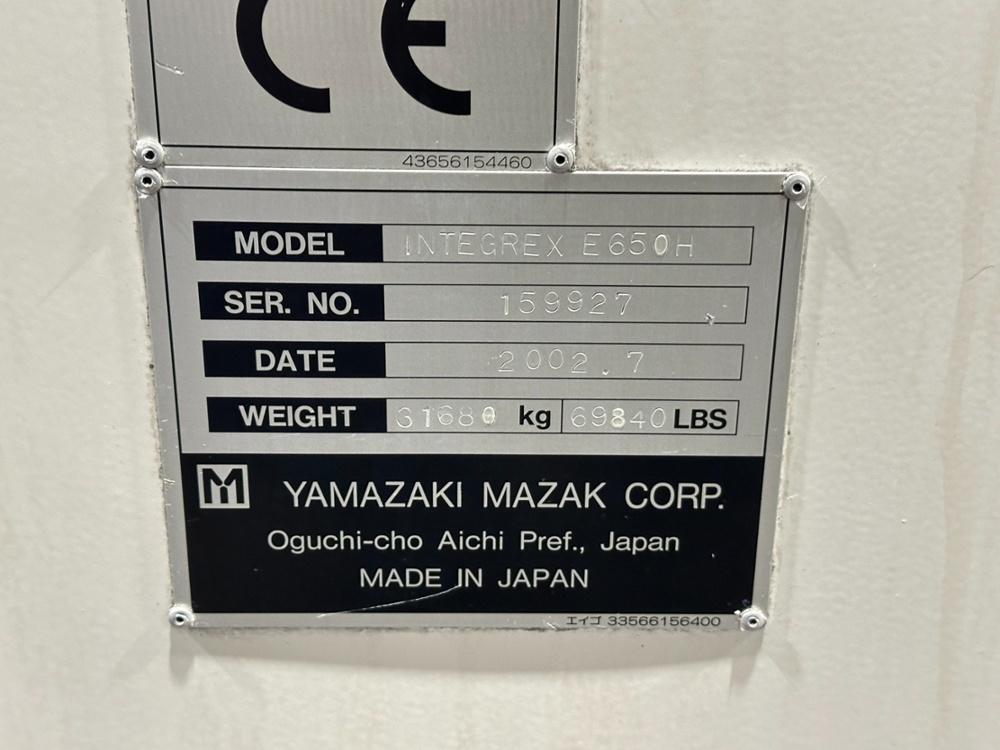 CE
43656154460
MODEL INTEGREX E650H
SER. NO. 159927
DATE 2002.7
WEIGHT 31680 kg 69840 LBS
YAMAZAKI MAZAK CORP.
Oguchi-cho Aichi Pref., Japan
MADE IN JAPAN
エイゴ 33566156400